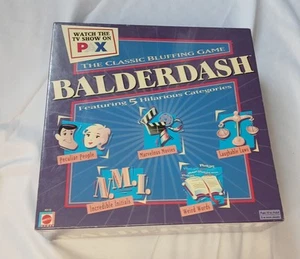 WATCH THE
TV SHOW ON
PX
THE CLASSIC BLUFFING GAME
BALDERDASH
Featuring 5 Hilarious Categories
Peculiar People
Marvelous Movies
Laughable Laws
I.M.I.
Incredible Initials
Weird Words